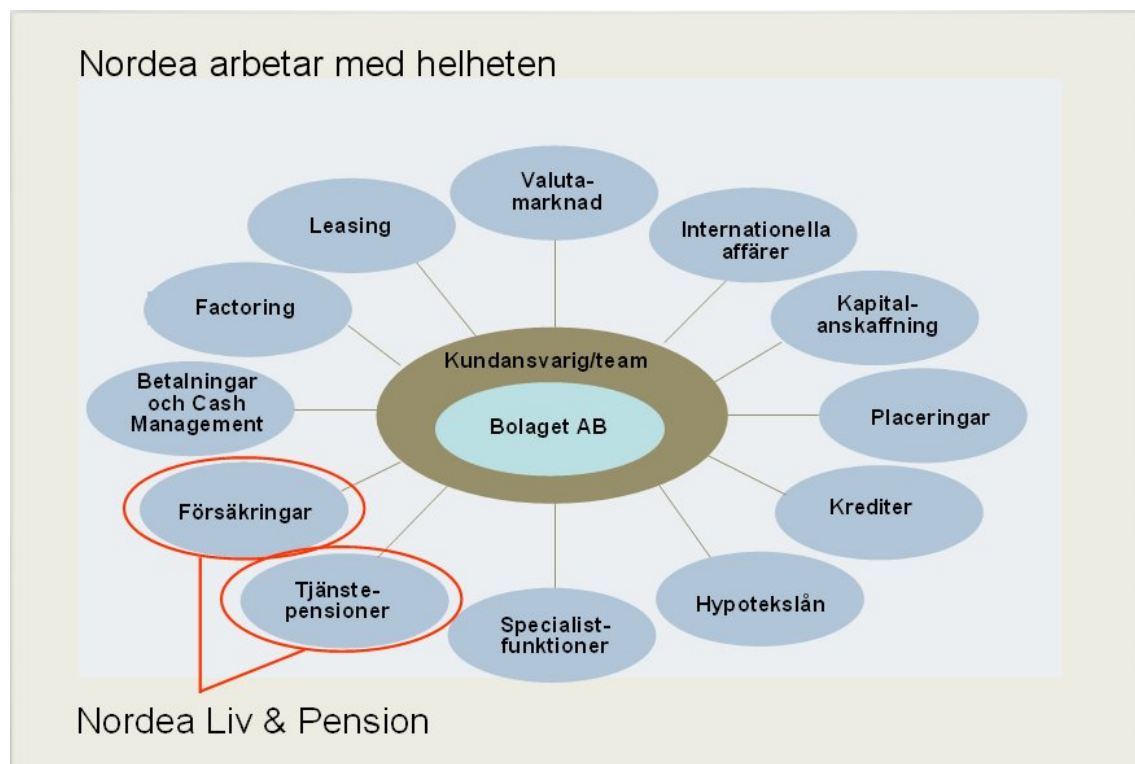 Nordea arbetar med helheten
Valuta-
marknad
Leasing
Internationella
affärer
Factoring
Kapital-
anskaffning
Kundansvarig/team
Betalningar
och Cash
Management
Bolaget AB
Placeringar
Försäkringar
Krediter
Tjänste-
pensioner
Specialist-
funktioner
Hypotekslån
Nordea Liv & Pension